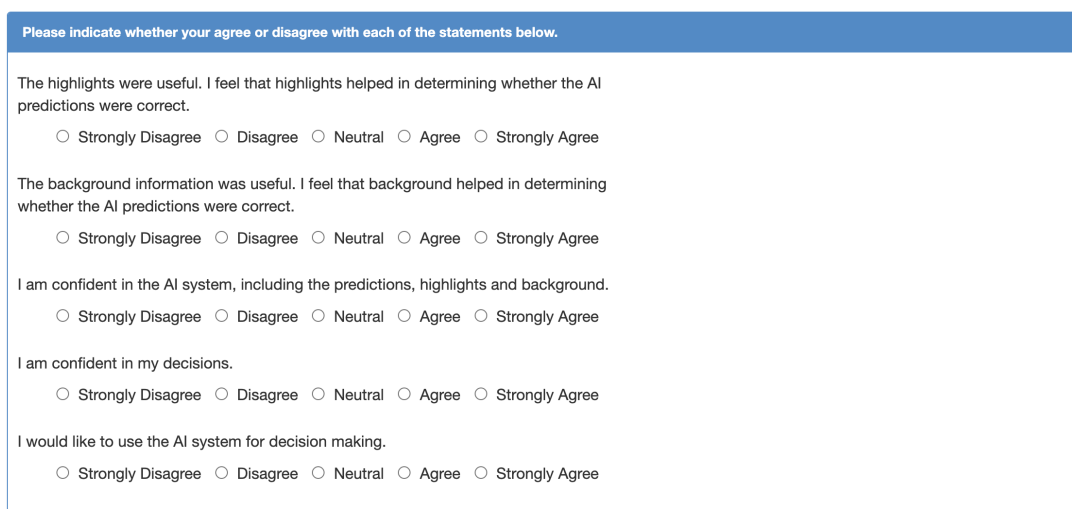 Please indicate whether your agree or disagree with each of the statements below.
The highlights were useful. I feel that highlights helped in determining whether the AI
predictions were correct.
Strongly Disagree Disagree Neutral Agree Strongly Agree
The background information was useful. I feel that background helped in determining
whether the AI predictions were correct.
Strongly Disagree Disagree Neutral Agree Strongly Agree
I am confident in the AI system, including the predictions, highlights and background.
Strongly Disagree Disagree Neutral Agree Strongly Agree
I am confident in my decisions.
Strongly Disagree Disagree Neutral Agree Strongly Agree
I would like to use the AI system for decision making.
Strongly Disagree Disagree Neutral Agree Strongly Agree